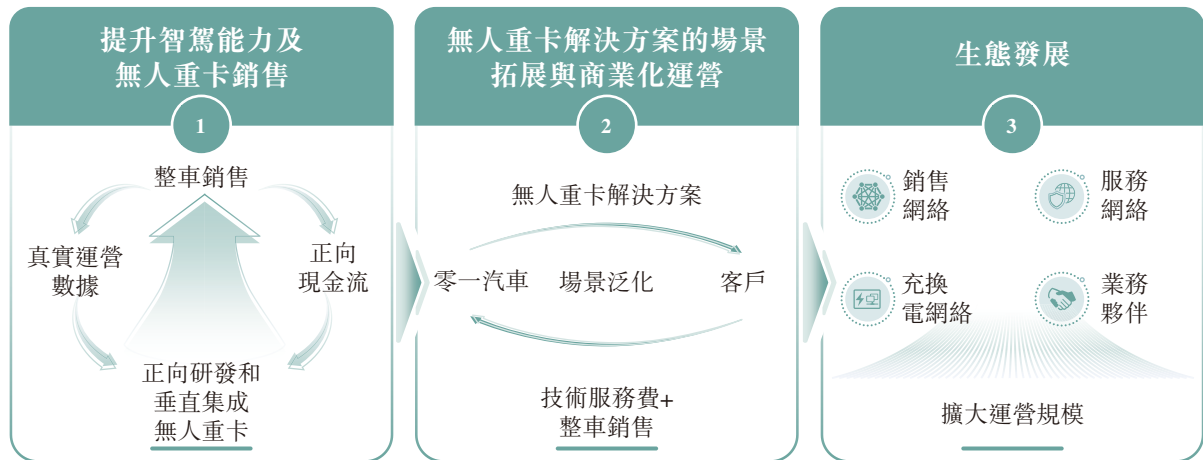 提升智駕能力及
無人重卡銷售
1
整車銷售
真實運營
數據
正向
現金流
正向研發和
垂直集成
無人重卡
無人重卡解決方案的場景
拓展與商業化運營
2
無人重卡解決方案
零一汽車
場景泛化
客戶
技術服務費+
整車銷售
生態發展
3
銷售
網絡
服務
網絡
充換
電網絡
業務
夥伴
擴大運營規模